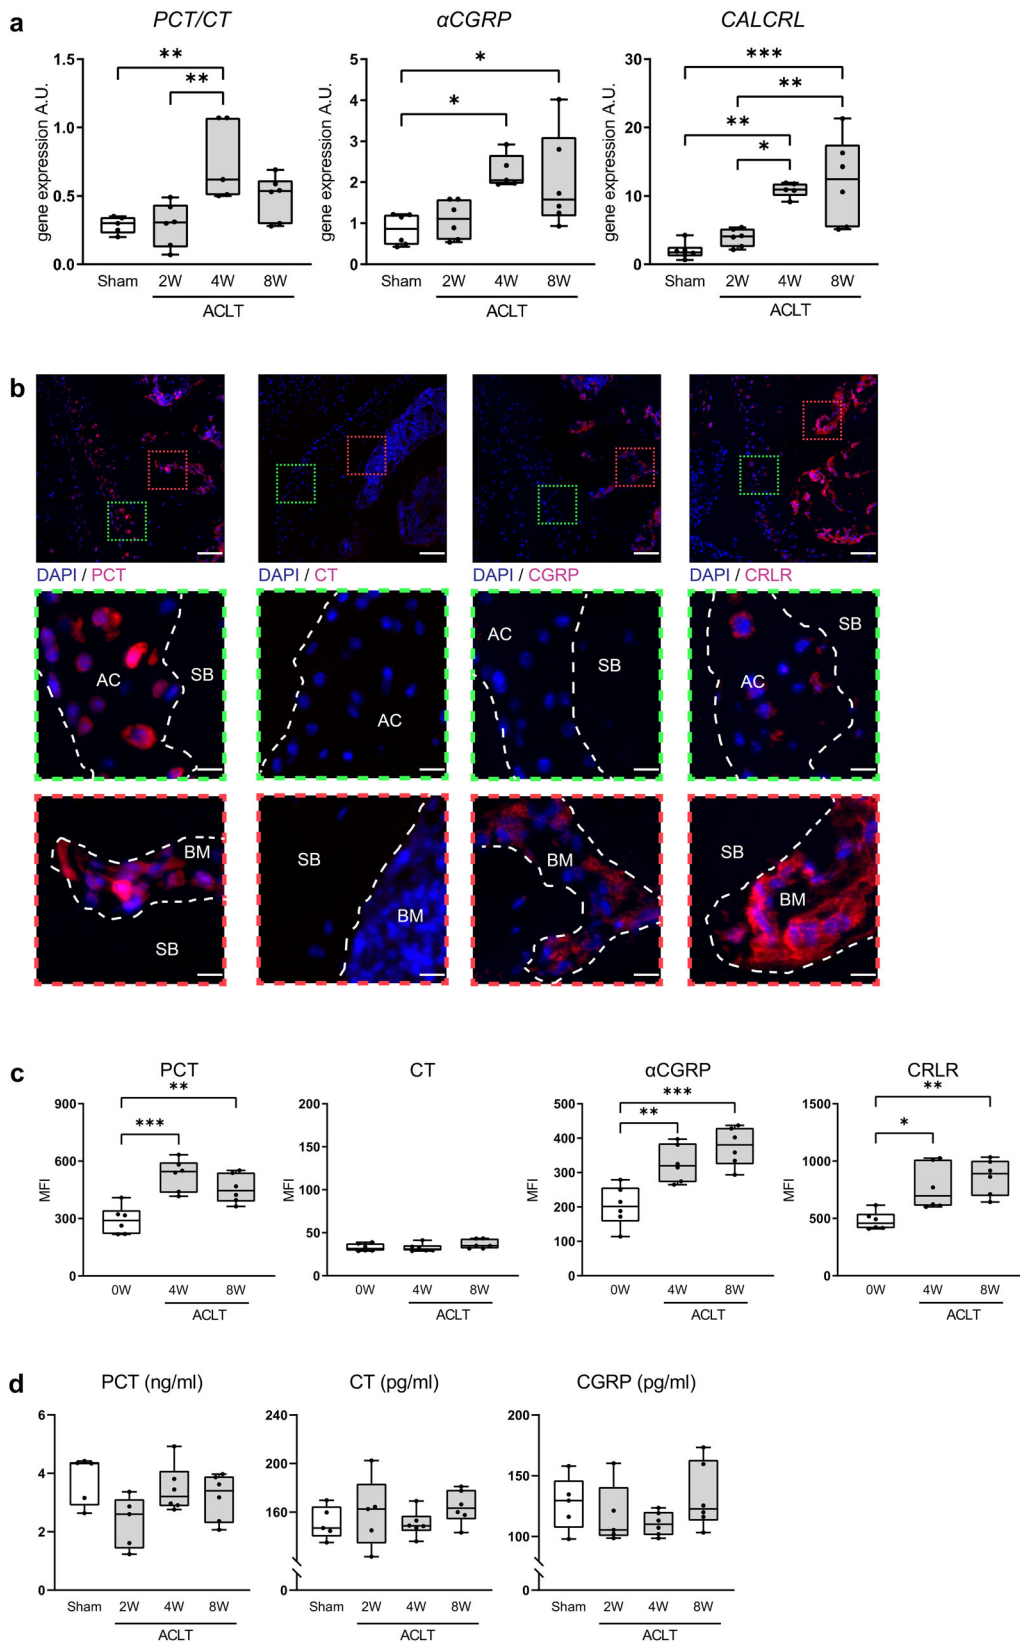 a
PCT/CT
αCGRP
CALCRL
gene expression A.U.
1.5
1.0
0.5
0.0
**
**
Sham 2W 4W 8W
ACLT
gene expression A.U.
5
4
3
2
1
0
*
*
Sham 2W 4W 8W
ACLT
gene expression A.U.
30
20
10
0
***
**
**
*
Sham 2W 4W 8W
ACLT
b
DAPI / PCT
DAPI / CT
DAPI / CGRP
DAPI / CRLR
AC SB
AC
AC SB
AC SB
BM SB
SB BM
BM SB
SB BM
c
PCT
MFI
900
600
300
0
**
***
0W 4W 8W
ACLT
CT
MFI
200
150
100
50
0
0W 4W 8W
ACLT
αCGRP
MFI
500
400
300
200
100
0
***
**
0W 4W 8W
ACLT
CRLR
MFI
1500
1000
500
0
**
*
0W 4W 8W
ACLT
d
PCT (ng/ml)
6
4
2
0
Sham 2W 4W 8W
ACLT
CT (pg/ml)
240
200
160
0
Sham 2W 4W 8W
ACLT
CGRP (pg/ml)
200
150
100
0
Sham 2W 4W 8W
ACLT